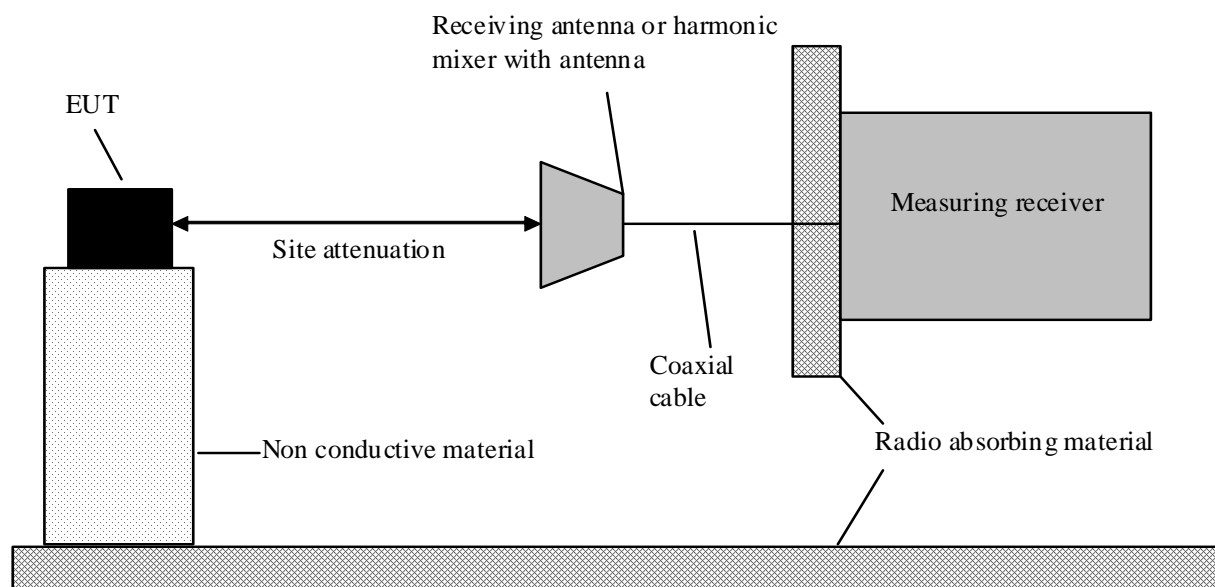 Receiving antenna or harmonic
mixer with antenna
EUT
Measuring receiver
Site attenuation
Coaxial
cable
Non conductive material
Radio absorbing material